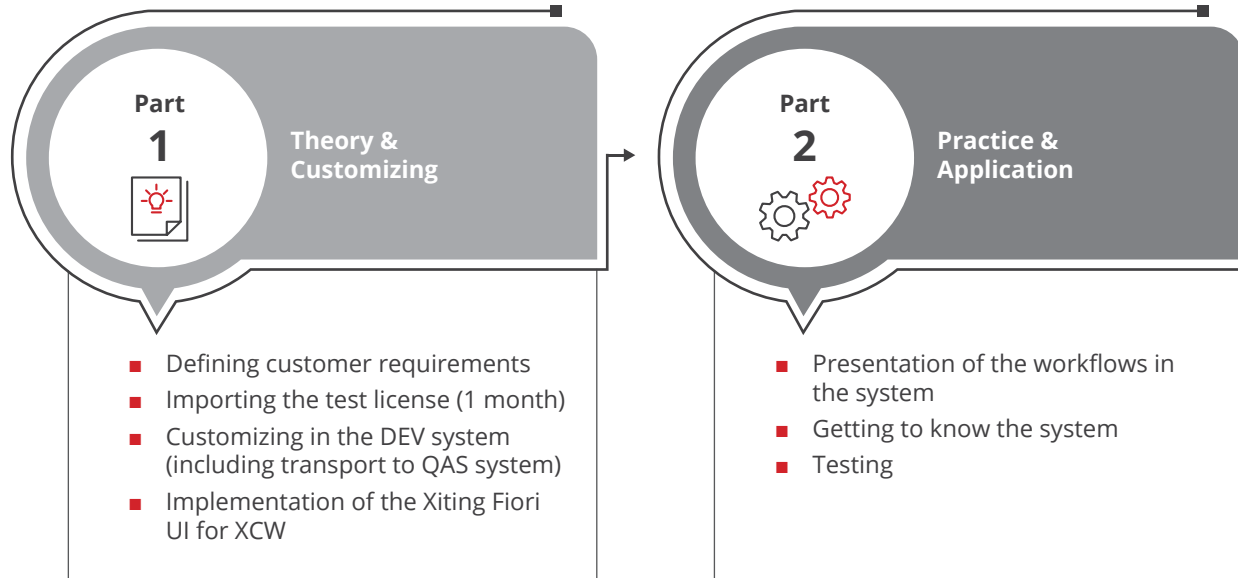 Part
1
Theory &
Customizing
Defining customer requirements
Importing the test license (1 month)
Customizing in the DEV system
(including transport to QAS system)
Implementation of the Xiting Fiori
UI for XCW
Part
2
Practice &
Application
Presentation of the workflows in
the system
Getting to know the system
Testing